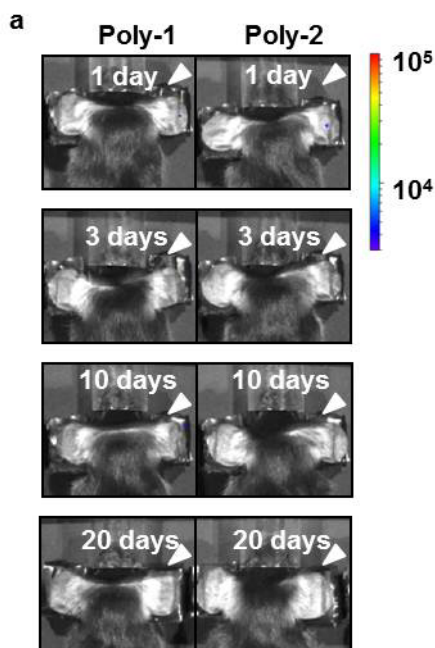 a
Poly-1 Poly-2
1 day 1 day
10⁵
10⁴
3 days 3 days
10 days 10 days
20 days 20 days